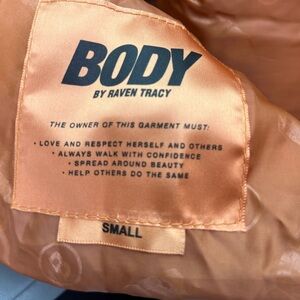 BODY
BY RAVEN TRACY
THE OWNER OF THIS GARMENT MUST:
• LOVE AND RESPECT HERSELF AND OTHERS
• ALWAYS WALK WITH CONFIDENCE
• SPREAD AROUND BEAUTY
• HELP OTHERS DO THE SAME
SMALL